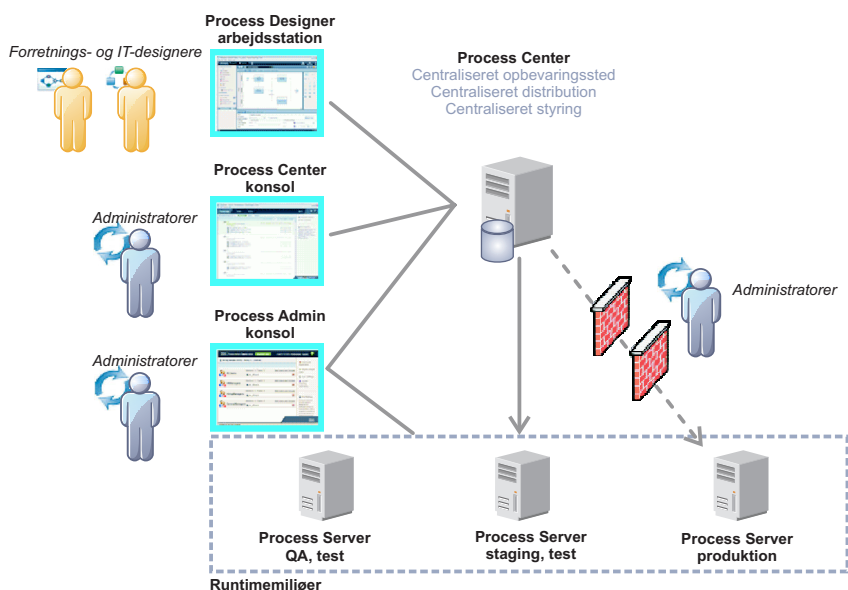 Process Designer
arbejdsstation
Forretnings- og IT-designere
Process Center
Centraliseret opbevaringssted
Centraliseret distribution
Centraliseret styring
Process Center
konsol
Administratorer
Administratorer
Process Admin
konsol
Administratorer
Process Server
QA, test
Process Server
staging, test
Process Server
produktion
Runtimemiljøer